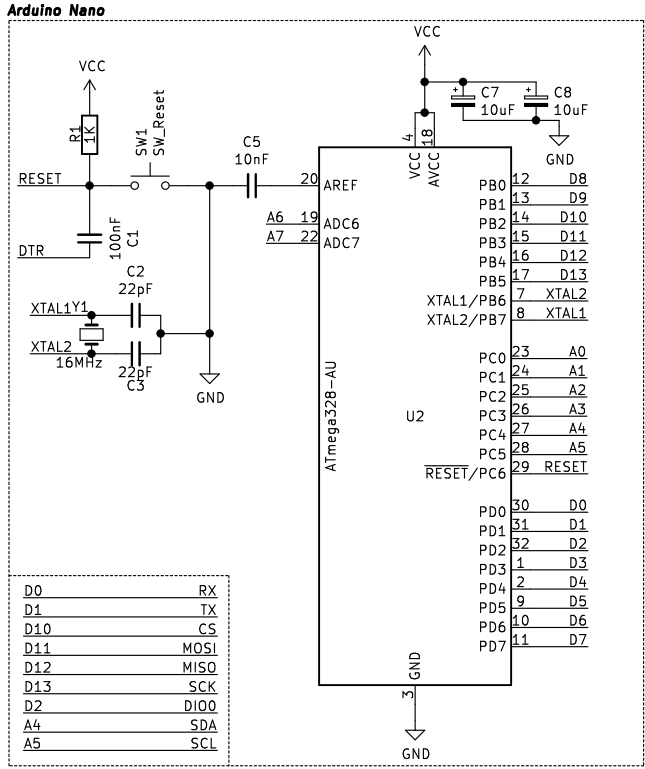 Arduino Nano
VCC
R1
1K
SW1
SW_Reset
RESET
100nF
C1
DTR
C5
10nF
C2
22pF
XTAL1
Y1
XTAL2
16MHz
22pF
C3
GND
VCC
C7
10uF
C8
10uF
GND
4
18
VCC
AVCC
20 AREF
A6 19 ADC6
A7 22 ADC7
ATmega328-AU
U2
PB0 12 D8
PB1 13 D9
PB2 14 D10
PB3 15 D11
PB4 16 D12
PB5 17 D13
XTAL1/PB6 7 XTAL2
XTAL2/PB7 8 XTAL1
PC0 23 A0
PC1 24 A1
PC2 25 A2
PC3 26 A3
PC4 27 A4
PC5 28 A5
RESET/PC6 29 RESET
PD0 30 D0
PD1 31 D1
PD2 32 D2
PD3 1 D3
PD4 2 D4
PD5 9 D5
PD6 10 D6
PD7 11 D7
GND
3
GND
D0 RX
D1 TX
D10 CS
D11 MOSI
D12 MISO
D13 SCK
D2 DIO0
A4 SDA
A5 SCL